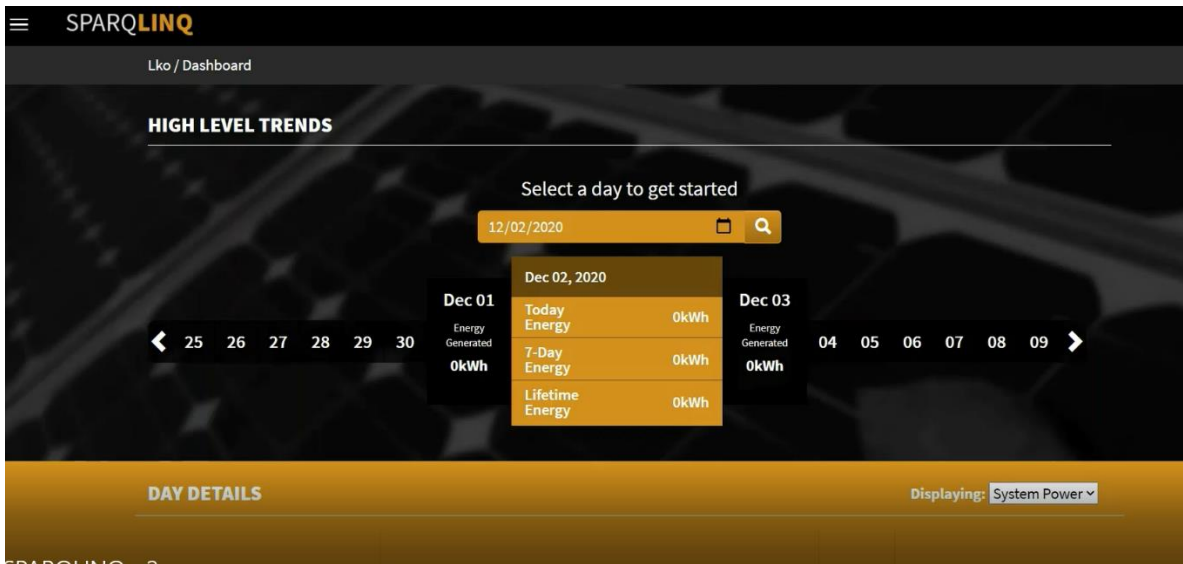 SPARQLINQ
Lko / Dashboard
HIGH LEVEL TRENDS
Select a day to get started
12/02/2020
Dec 01
Energy
Generated
0kWh
Dec 02, 2020
Today
Energy
0kWh
7-Day
Energy
0kWh
Lifetime
Energy
0kWh
Dec 03
Energy
Generated
0kWh
25 26 27 28 29 30
04 05 06 07 08 09
DAY DETAILS
Displaying: System Power